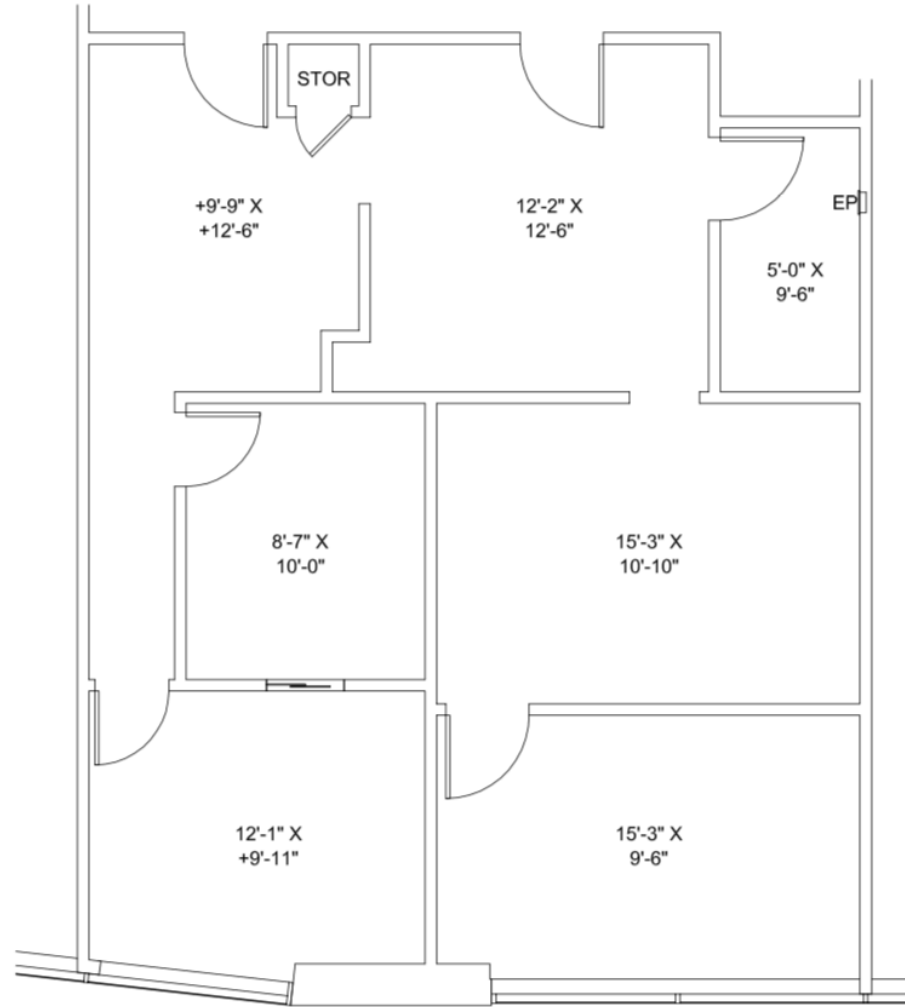 STOR
+9'-9" X
+12'-6"
12'-2" X
12'-6"
EP
5'-0" X
9'-6"
8'-7" X
10'-0"
15'-3" X
10'-10"
12'-1" X
+9'-11"
15'-3" X
9'-6"